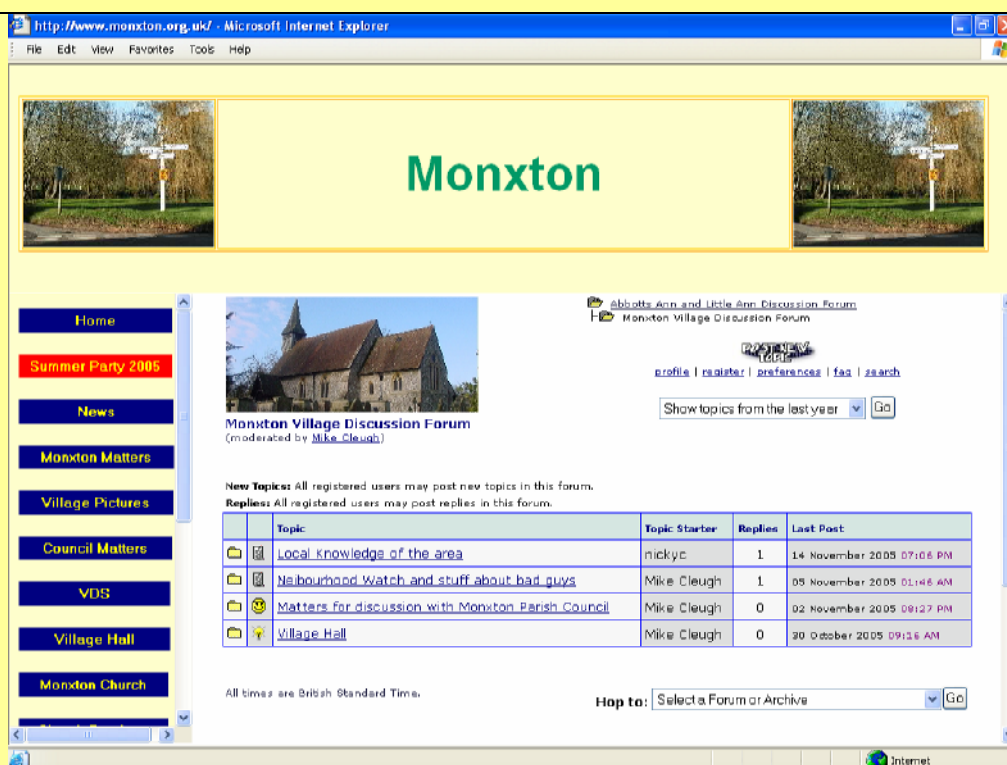 http://www.monxton.org.uk/ - Microsoft Internet Explorer
File Edit View Favorites Tools Help
Monxton
Home
Summer Party 2005
News
Monxton Matters
Village Pictures
Council Matters
VDS
Village Hall
Monxton Church
Abbotts Ann and Little Ann Discussion Forum
Monxton Village Discussion Forum
POST NEW
TOPIC
profile | register | preferences | faq | search
Show topics from the last year Go
Monxton Village Discussion Forum
(moderated by Mike Cleugh)
New Topics: All registered users may post new topics in this forum.
Replies: All registered users may post replies in this forum.
Topic Topic Starter Replies Last Post
Local Knowledge of the area nickyc 1 14 November 2005 07:06 PM
Neibourhood Watch and stuff about bad guys Mike Cleugh 1 05 November 2005 01:46 AM
Matters for discussion with Monxton Parish Council Mike Cleugh 0 02 November 2005 08:27 PM
Village Hall Mike Cleugh 0 30 October 2005 09:16 AM
All times are British Standard Time.
Hop to: Select a Forum or Archive Go
Internet